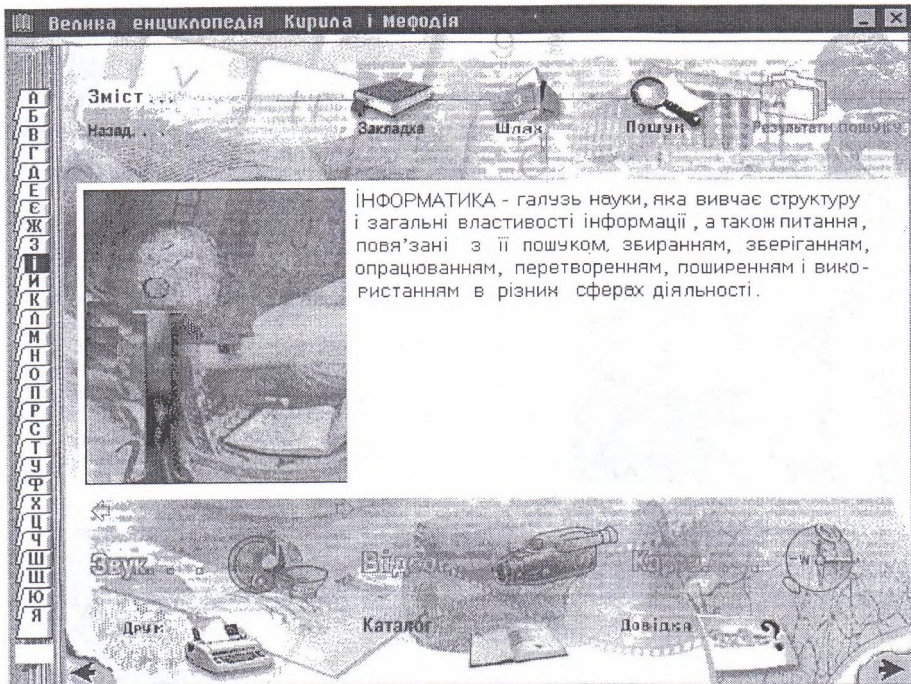 Велика енциклопедія Кирила і Мефодія
А
Б
В
Г
Д
Е
Є
Ж
З
І
И
К
Л
М
Н
О
П
Р
С
Т
У
Ф
Х
Ц
Ч
Ш
Щ
Ю
Я
Зміст...
Назад...
Закладка
Шлях
Пошук
Результати пошуку
ІНФОРМАТИКА - галузь науки, яка вивчає структуру
і загальні властивості інформації, а також питання,
пов’язані з її пошуком, збиранням, зберіганням,
опрацюванням, перетворенням, поширенням і вико-
ристанням в різних сферах діяльності.
Звук...
Відео...
Карта...
W
Друк
Каталог
Довідка
?